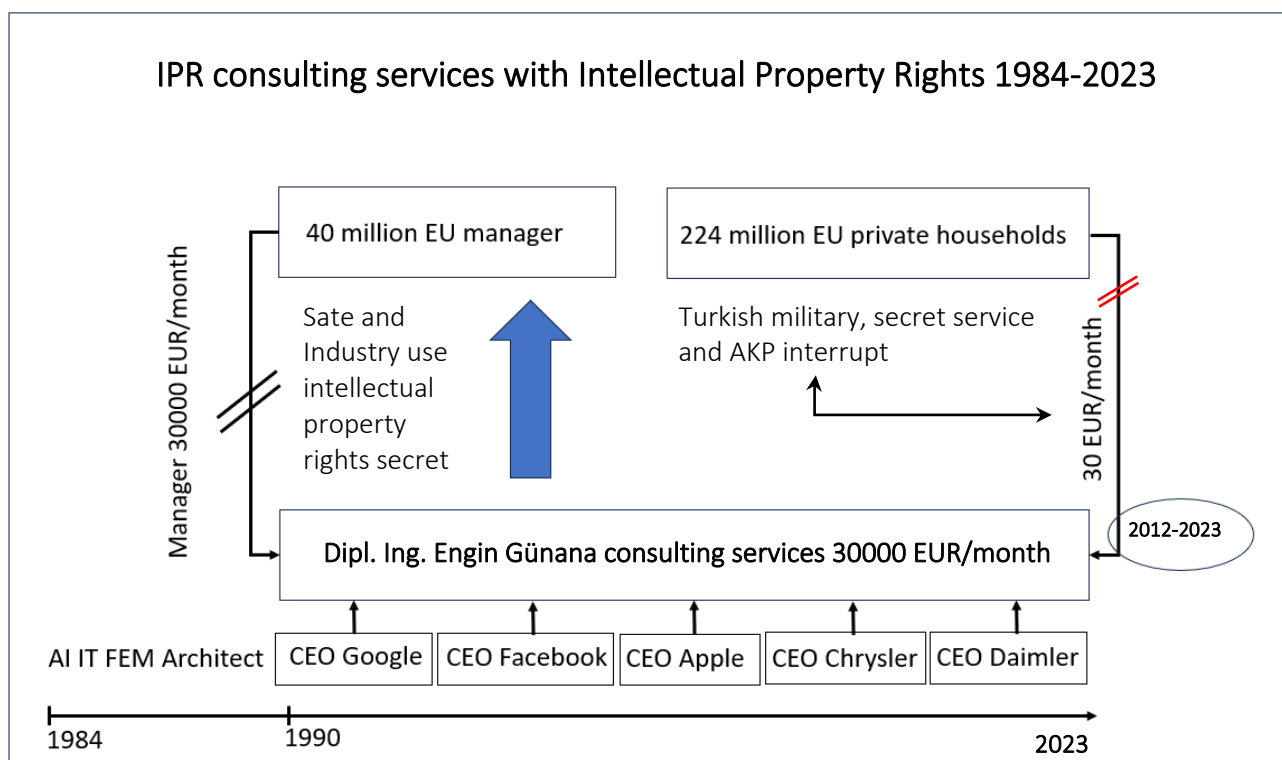 IPR consulting services with Intellectual Property Rights 1984-2023
40 million EU manager
224 million EU private households
Manager 30000 EUR/month
Sate and
Industry use
intellectual
property
rights secret
Turkish military, secret service
and AKP interrupt
30 EUR/month
2012-2023
Dipl. Ing. Engin Günana consulting services 30000 EUR/month
AI IT FEM Architect
CEO Google
CEO Facebook
CEO Apple
CEO Chrysler
CEO Daimler
1984
1990
2023